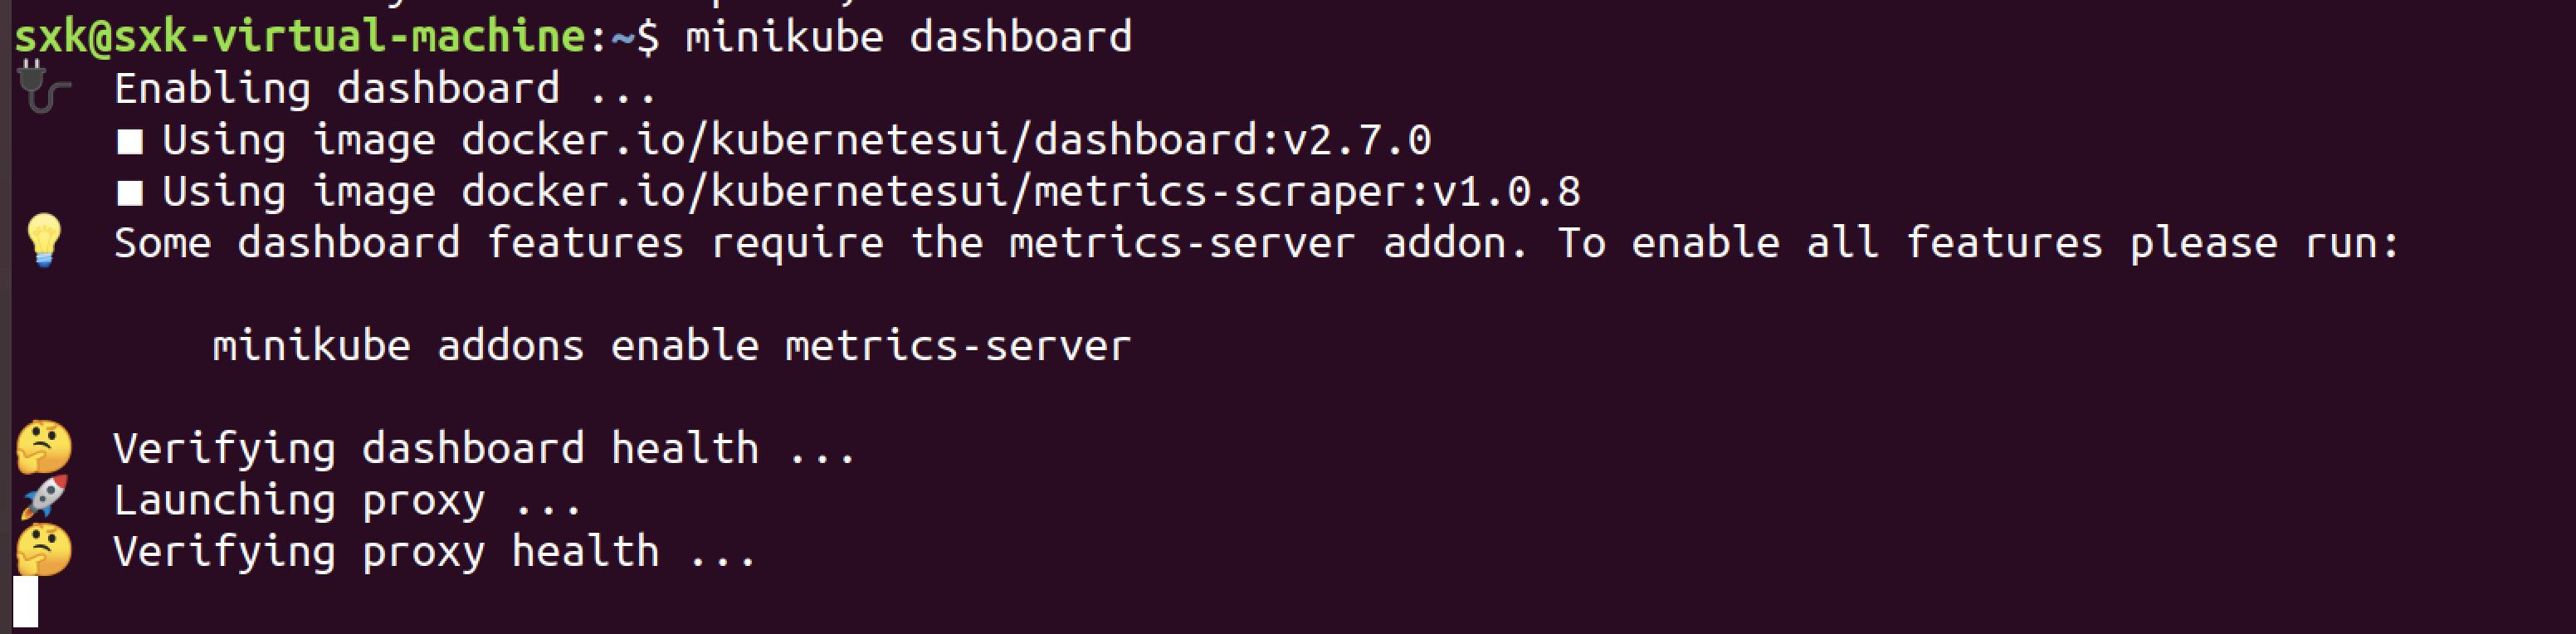 sxk@sxk-virtual-machine:~$ minikube dashboard
🔌 Enabling dashboard ...
■ Using image docker.io/kubernetesui/dashboard:v2.7.0
■ Using image docker.io/kubernetesui/metrics-scraper:v1.0.8
💡 Some dashboard features require the metrics-server addon. To enable all features please run:
minikube addons enable metrics-server
🤔 Verifying dashboard health ...
🚀 Launching proxy ...
🤔 Verifying proxy health ...